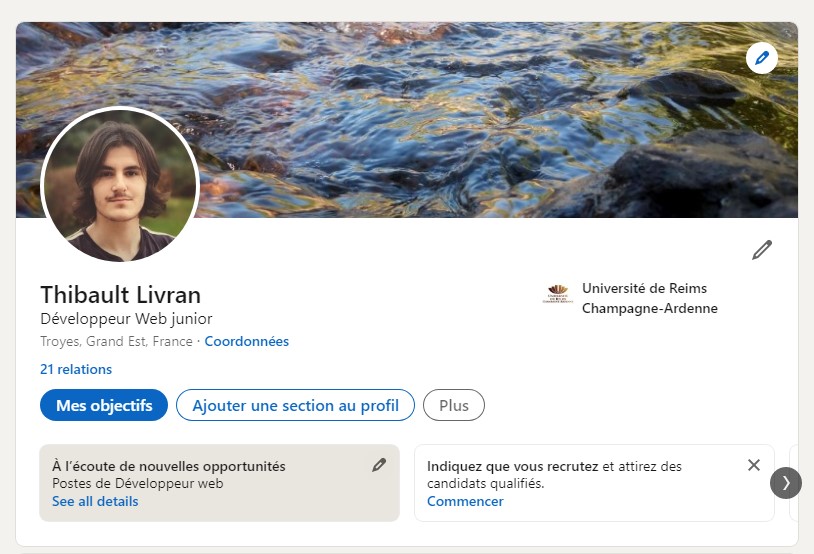 Thibault Livran
Développeur Web junior
Troyes, Grand Est, France · Coordonnées
21 relations
Université de Reims
Champagne-Ardenne
Mes objectifs
Ajouter une section au profil
Plus
À l'écoute de nouvelles opportunités
Postes de Développeur web
See all details
Indiquez que vous recrutez et attirez des
candidats qualifiés.
Commencer